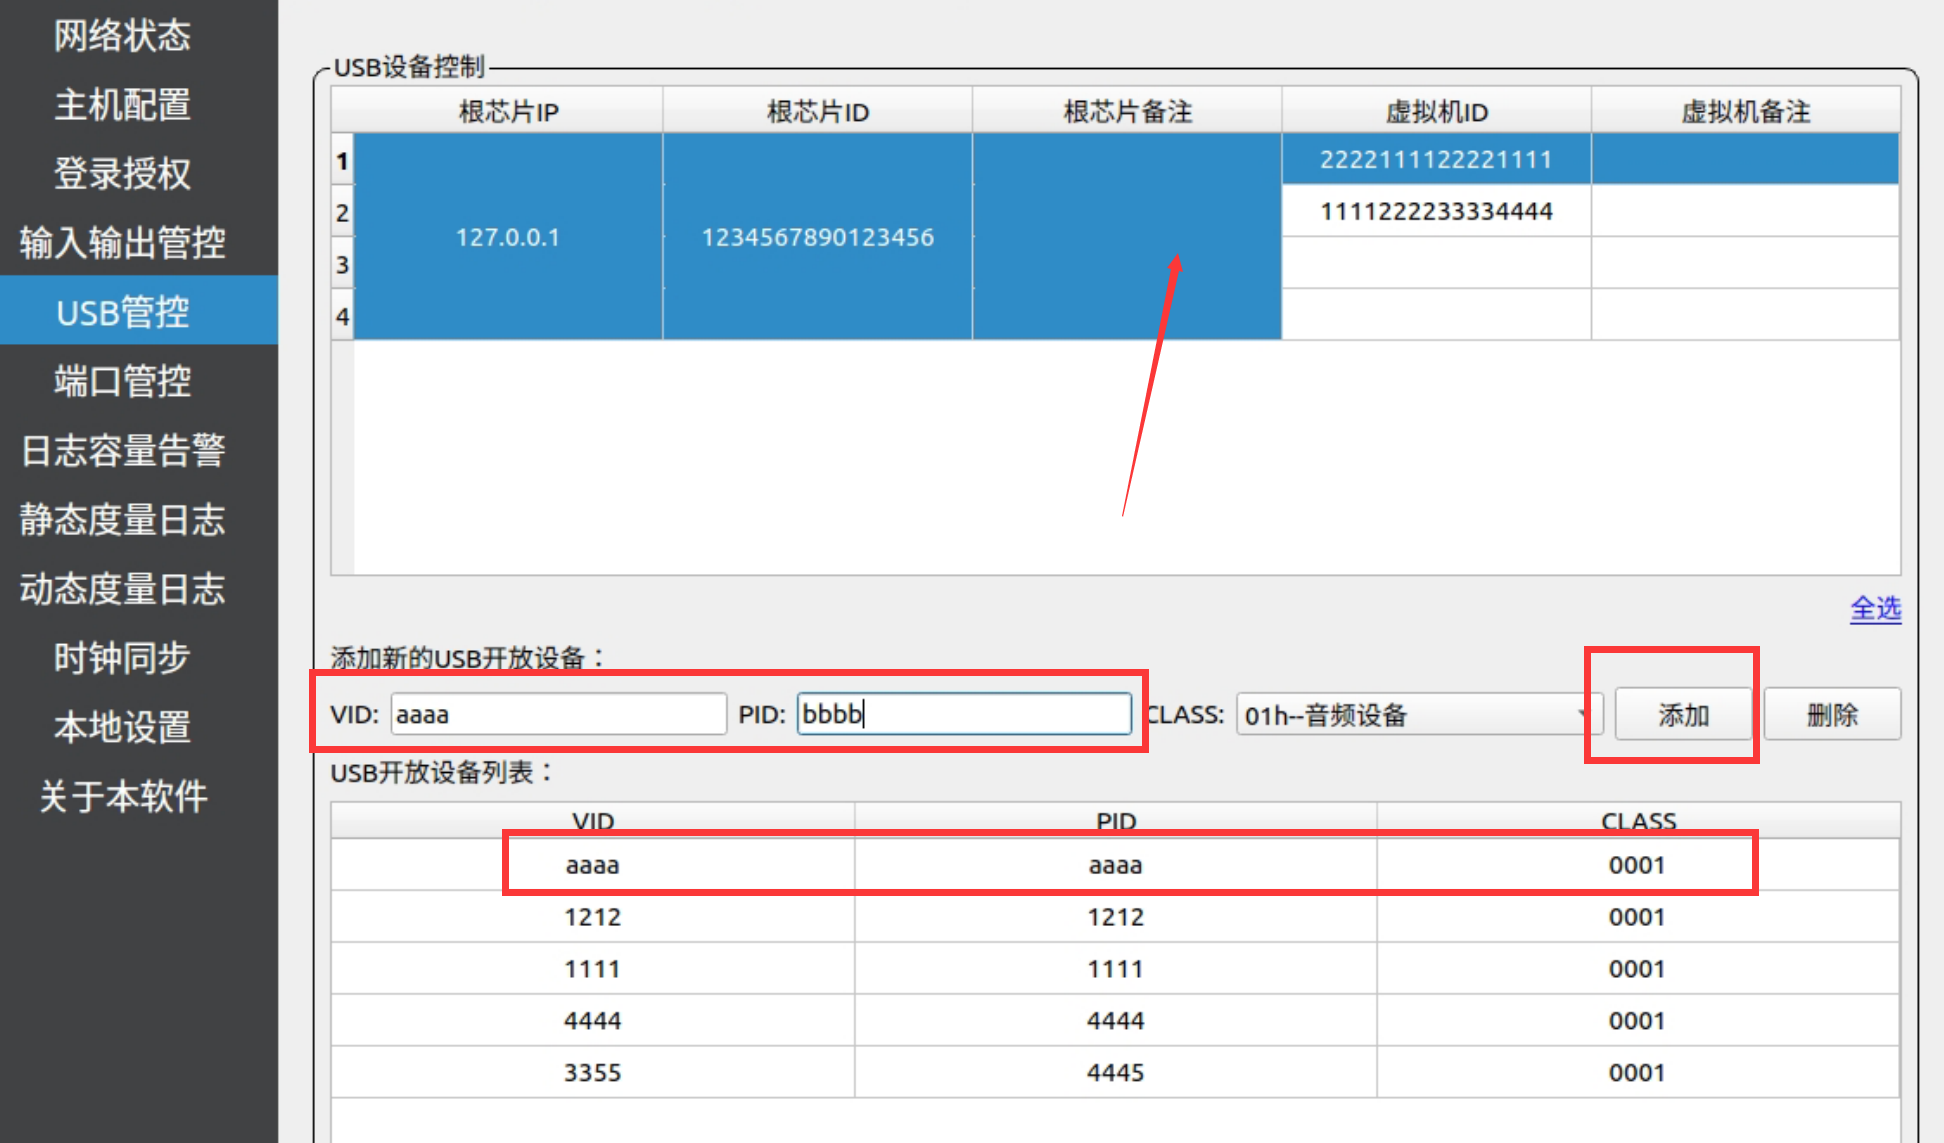 网络状态
主机配置
登录授权
输入输出管控
USB管控
端口管控
日志容量告警
静态度量日志
动态度量日志
时钟同步
本地设置
关于本软件
USB设备控制
根芯片IP 根芯片ID 根芯片备注 虚拟机ID 虚拟机备注
1 2222111122221111
2 1111222233334444
127.0.0.1 1234567890123456
3
4
全选
添加新的USB开放设备：
VID: aaaa PID: bbbb CLASS: 01h--音频设备 添加 删除
USB开放设备列表：
VID PID CLASS
aaaa aaaa 0001
1212 1212 0001
1111 1111 0001
4444 4444 0001
3355 4445 0001